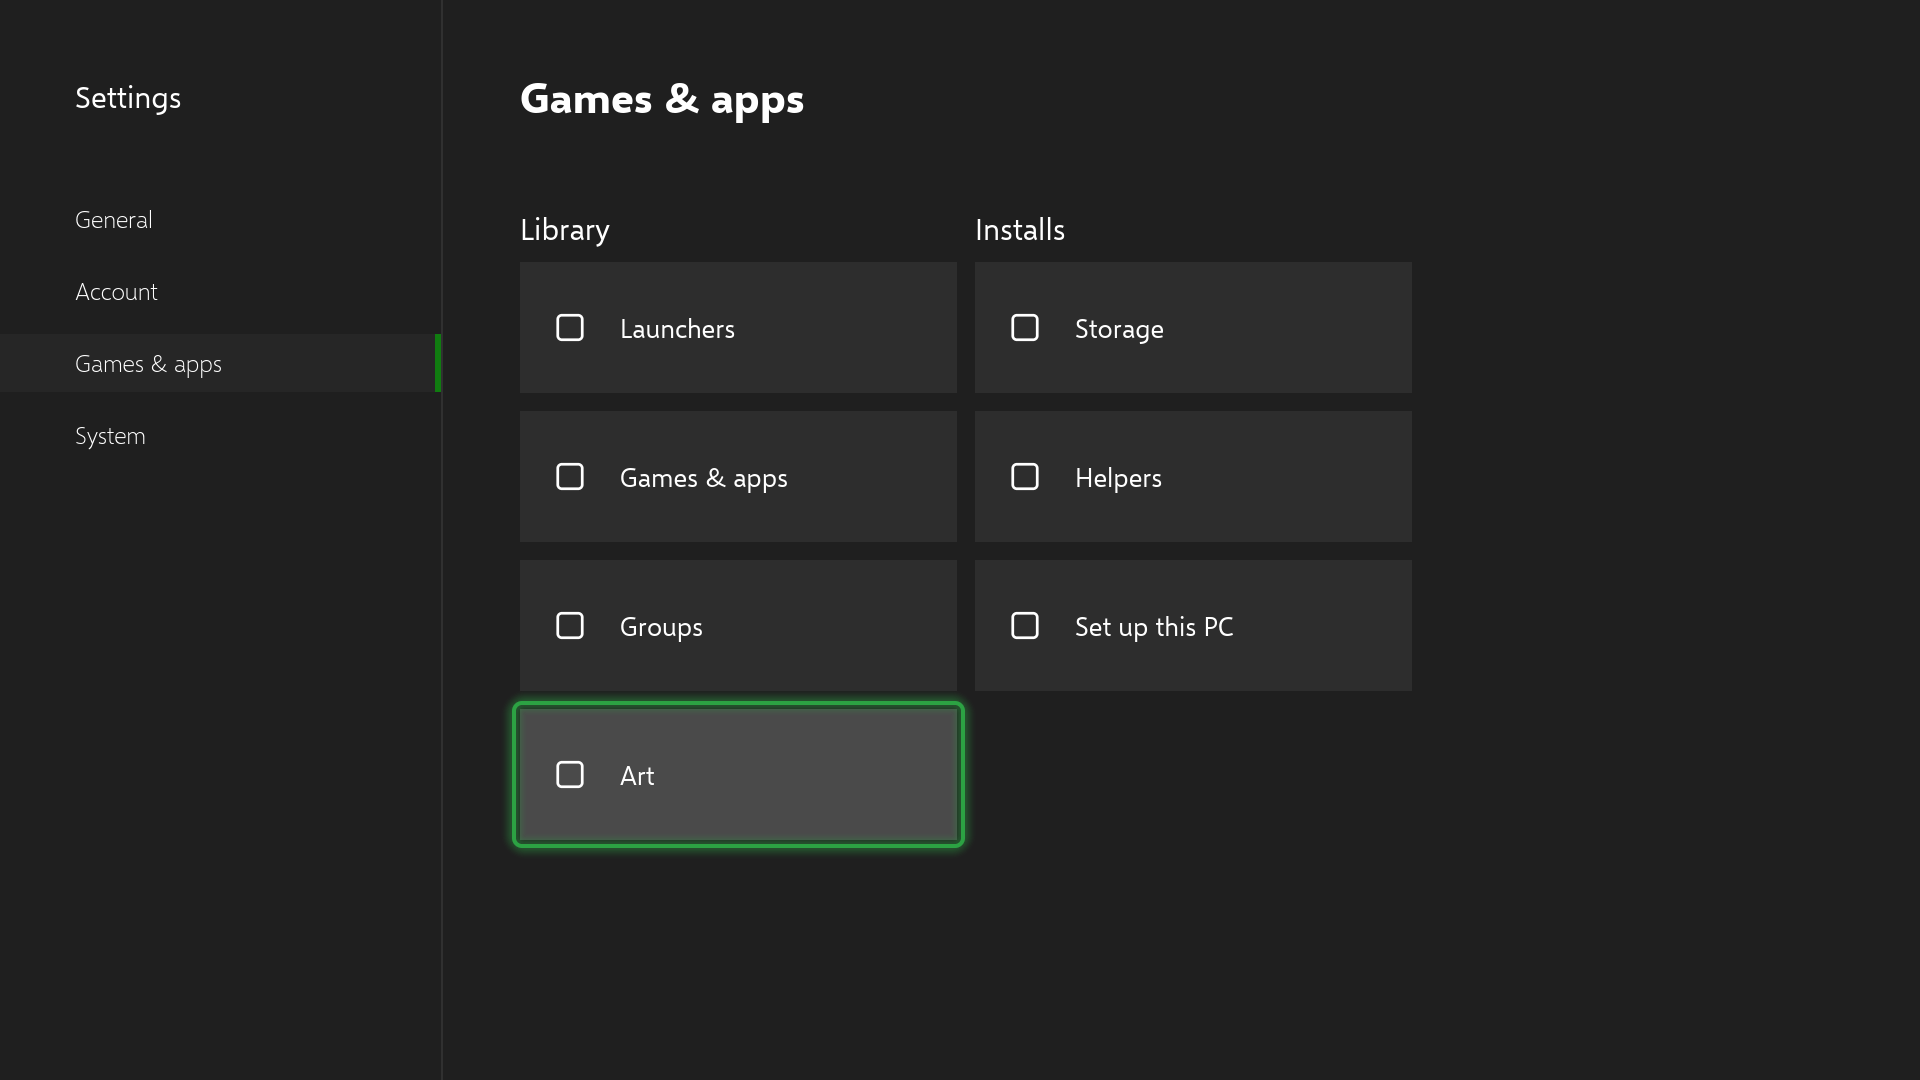 Settings
General
Account
Games & apps
System
Games & apps
Library
Launchers
Games & apps
Groups
Art
Installs
Storage
Helpers
Set up this PC